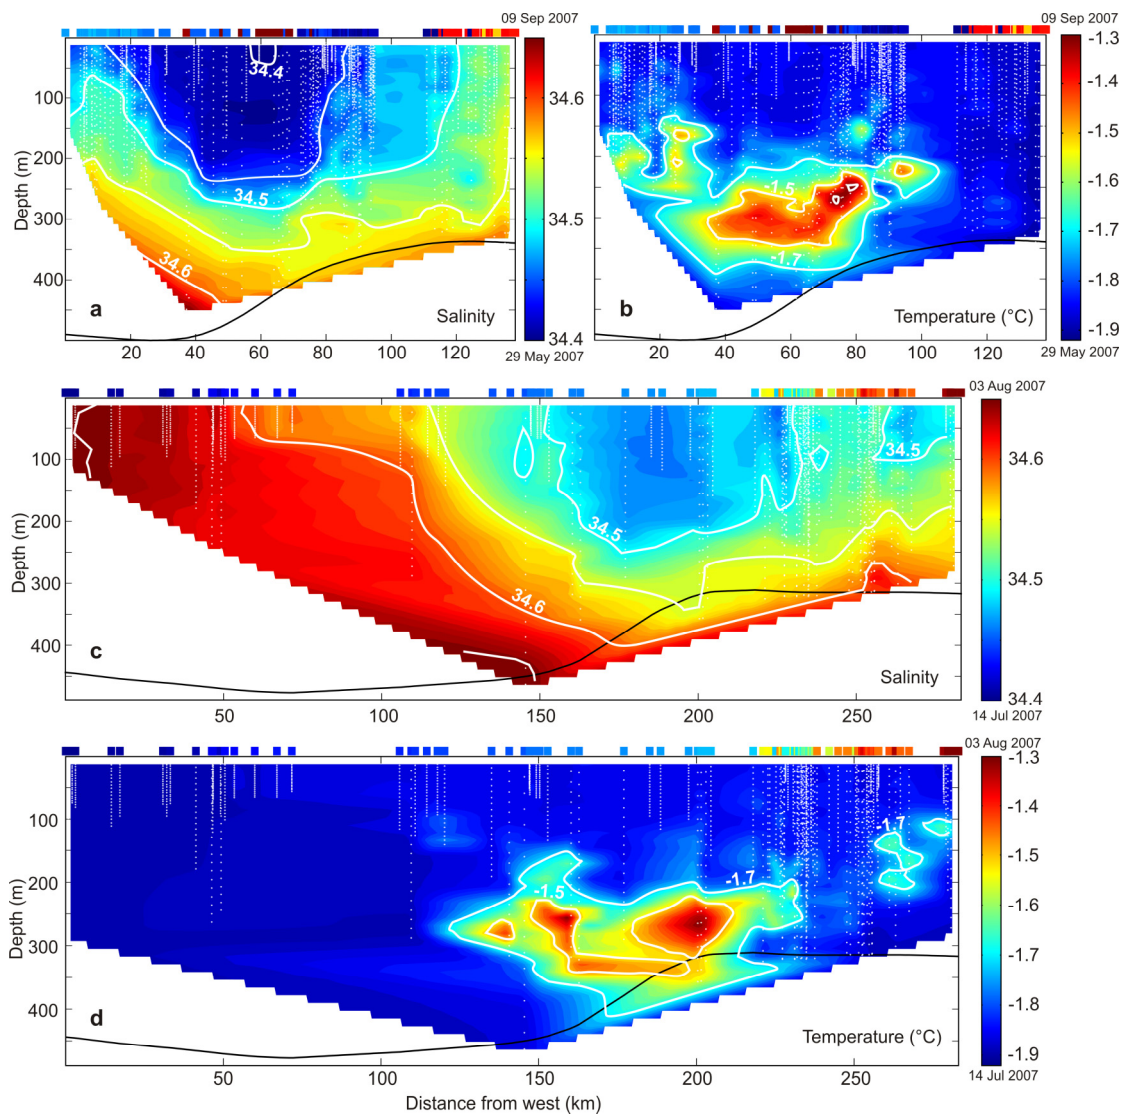 09 Sep 2007
09 Sep 2007
34.4
34.5
34.6
-1.5
-1.7
100
200
300
400
Depth (m)
a
Salinity
b
Temperature (°C)
34.6
34.5
34.4
-1.3
-1.4
-1.5
-1.6
-1.7
-1.8
-1.9
20 40 60 80 100 120
29 May 2007
20 40 60 80 100 120
29 May 2007
03 Aug 2007
34.5
34.5
34.6
100
200
300
400
Depth (m)
c
Salinity
34.6
34.5
34.4
14 Jul 2007
50 100 150 200 250
03 Aug 2007
-1.7
-1.5
-1.7
100
200
300
400
Depth (m)
d
Temperature (°C)
-1.3
-1.4
-1.5
-1.6
-1.7
-1.8
-1.9
14 Jul 2007
50 100 150 200 250
Distance from west (km)